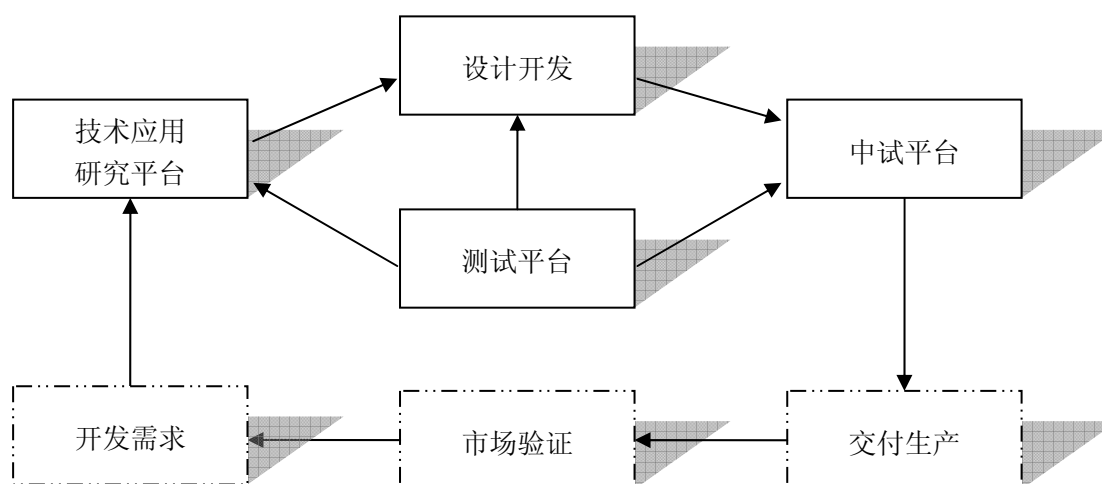 设计开发
技术应用
研究平台
中试平台
测试平台
开发需求
市场验证
交付生产